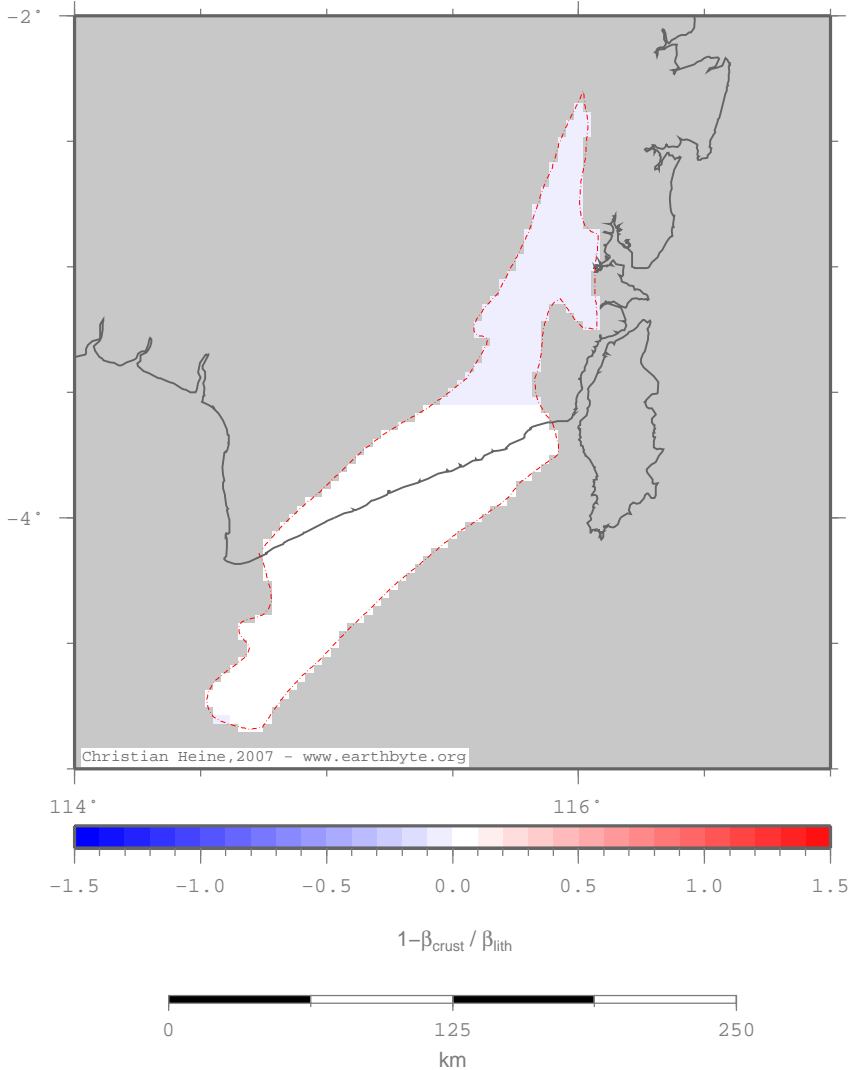 −2°
−4°
Christian Heine,2007 - www.earthbyte.org
114° 116°
−1.5 −1.0 −0.5 0.0 0.5 1.0 1.5
1−βcrust / βlith
0 125 250
km